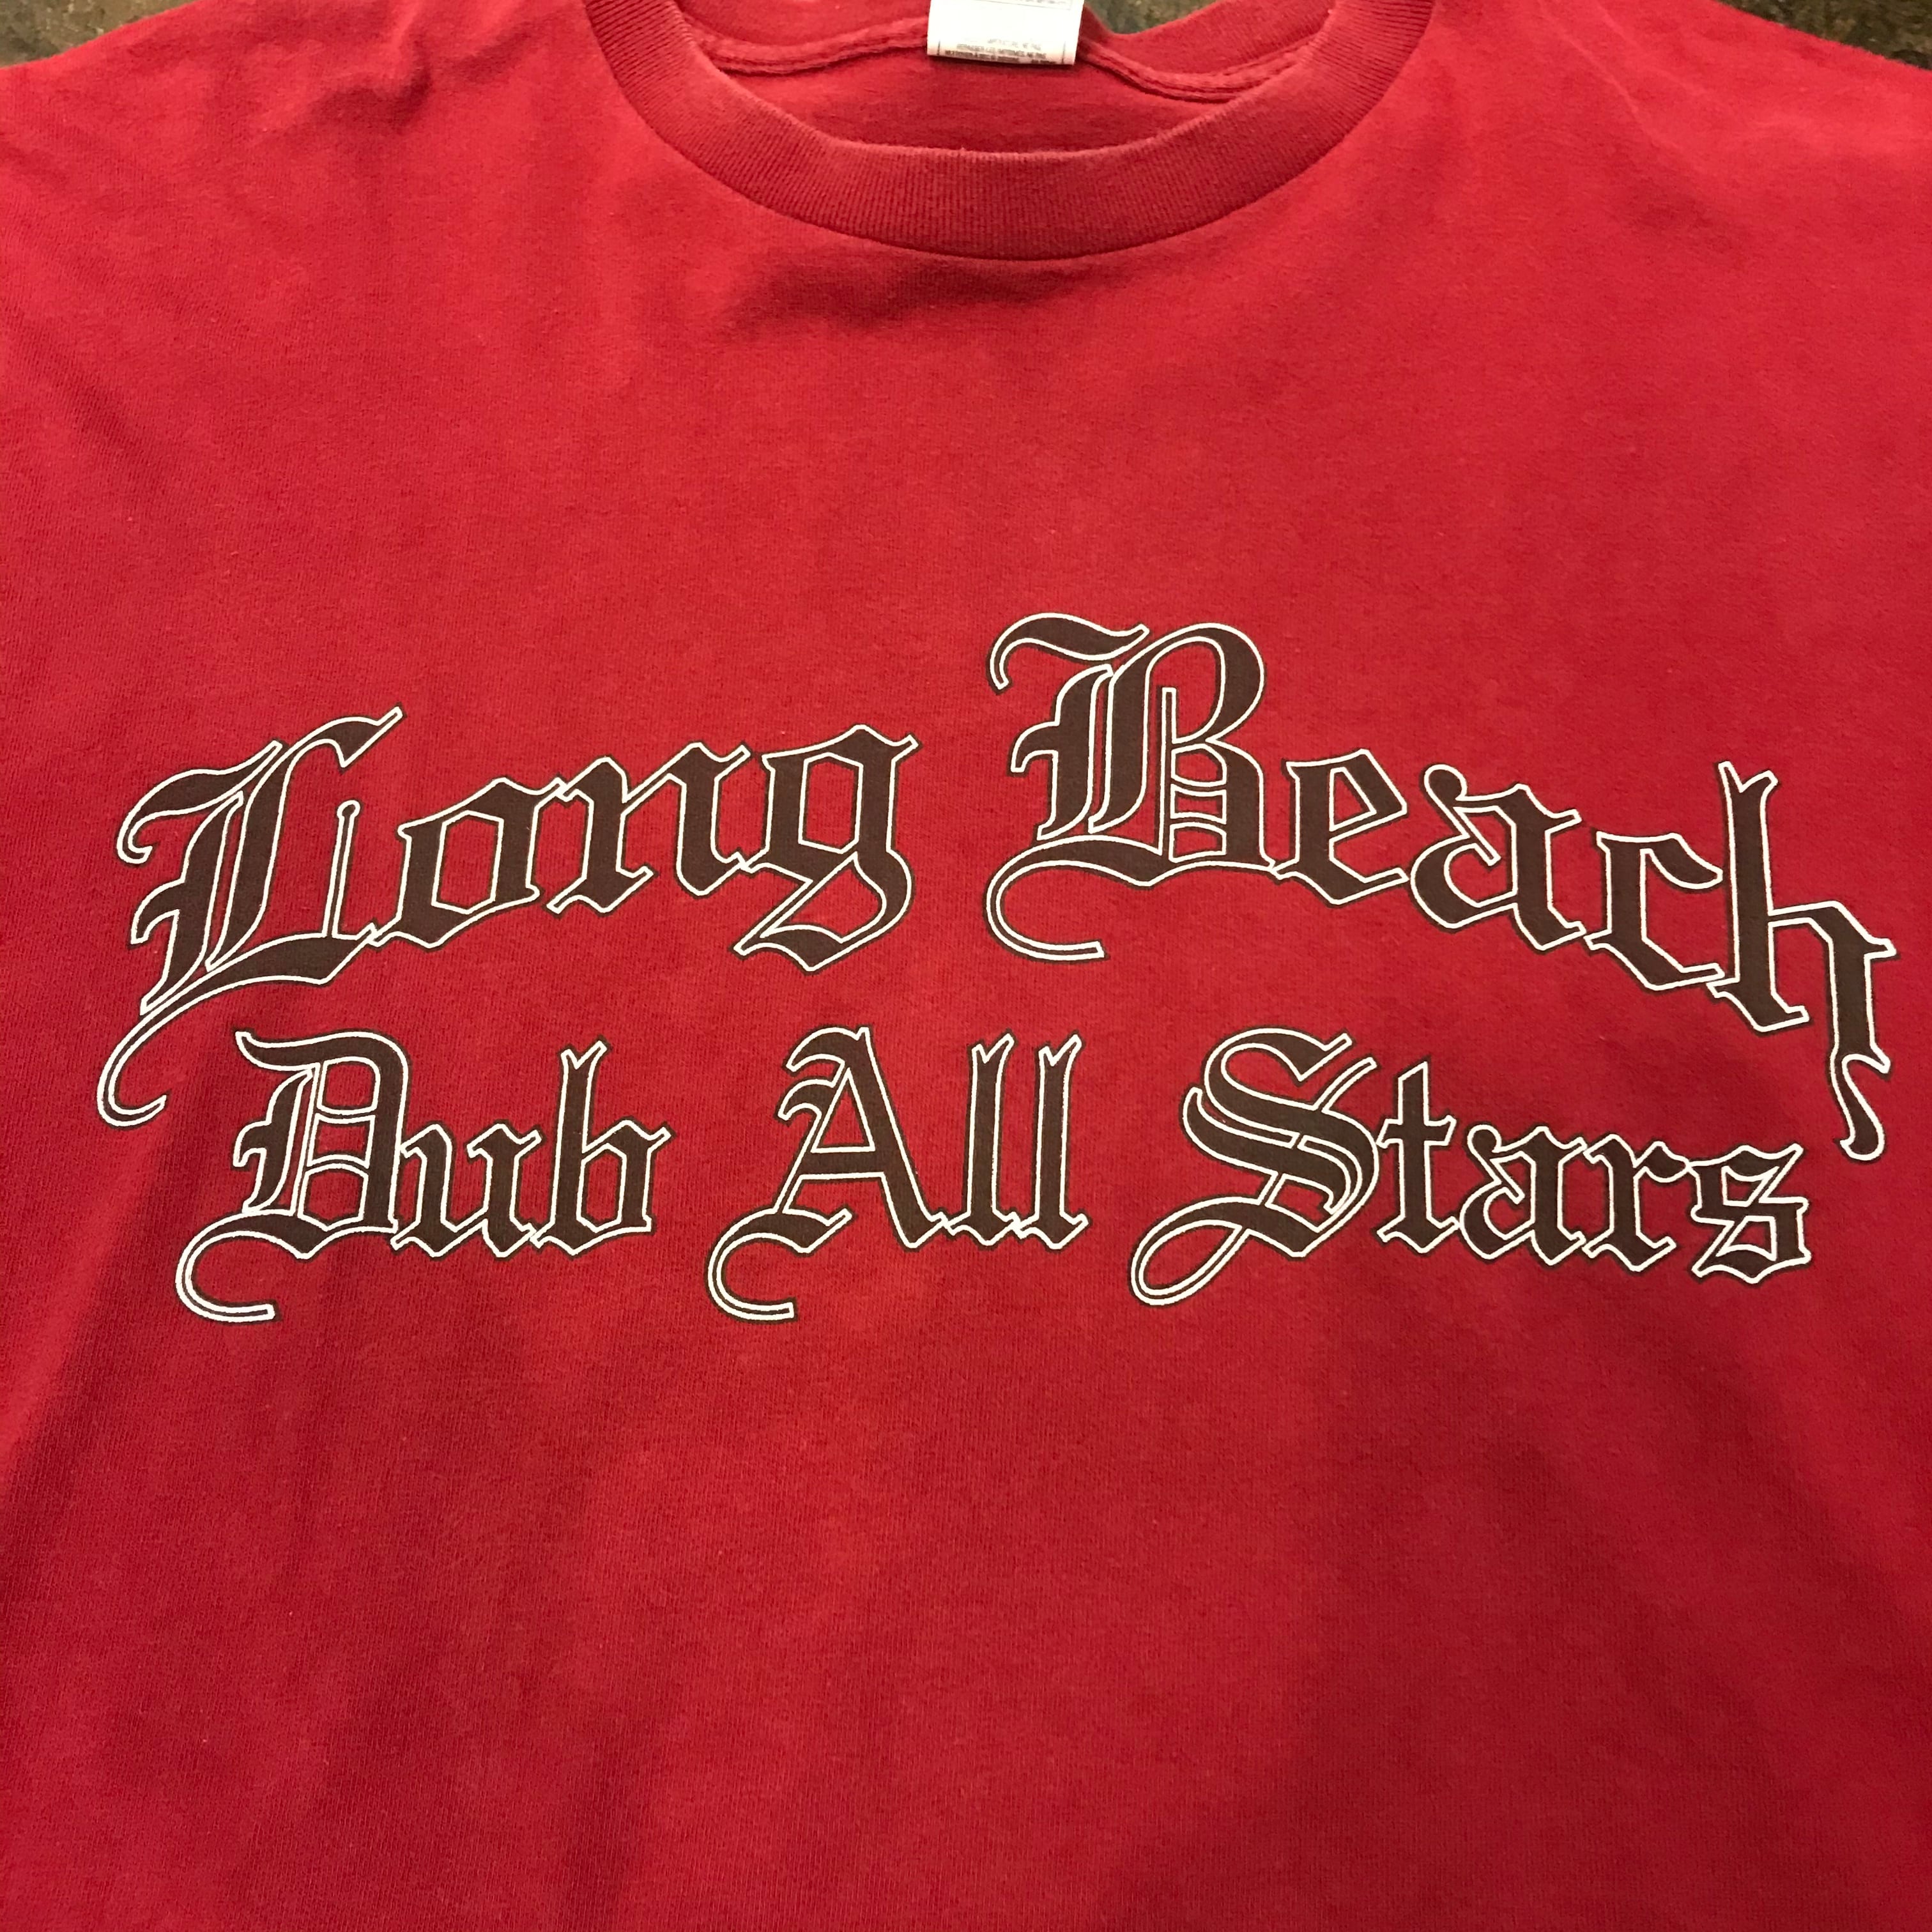 Long Beach
Dub All Stars